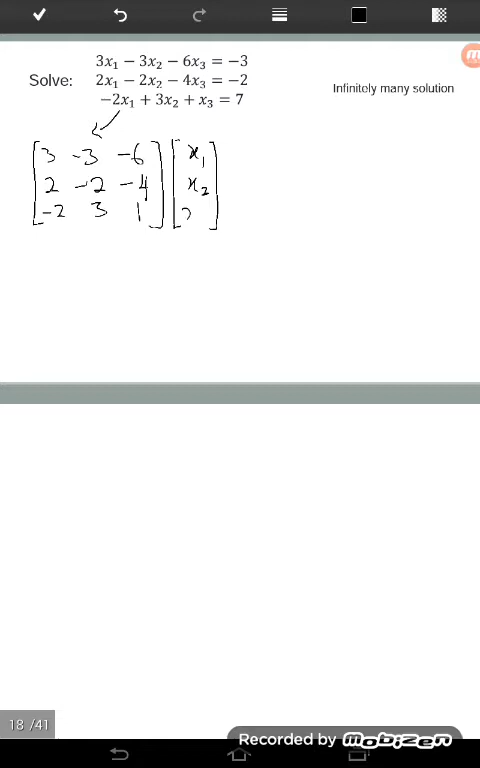 3x₁ − 3x₂ − 6x₃ = −3
Solve: 2x₁ − 2x₂ − 4x₃ = −2
−2x₁ + 3x₂ + x₃ = 7
Infinitely many solution
3 -3 -6 x₁
2 -2 -4 x₂
-2 3 1
18 /41
Recorded by mobizen